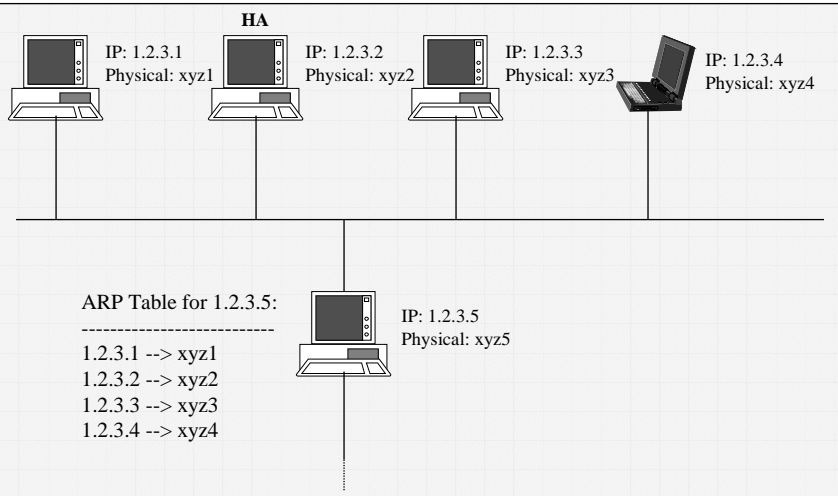 HA
IP: 1.2.3.1
Physical: xyz1
IP: 1.2.3.2
Physical: xyz2
IP: 1.2.3.3
Physical: xyz3
IP: 1.2.3.4
Physical: xyz4
ARP Table for 1.2.3.5:
---------------------------
1.2.3.1 --> xyz1
1.2.3.2 --> xyz2
1.2.3.3 --> xyz3
1.2.3.4 --> xyz4
IP: 1.2.3.5
Physical: xyz5